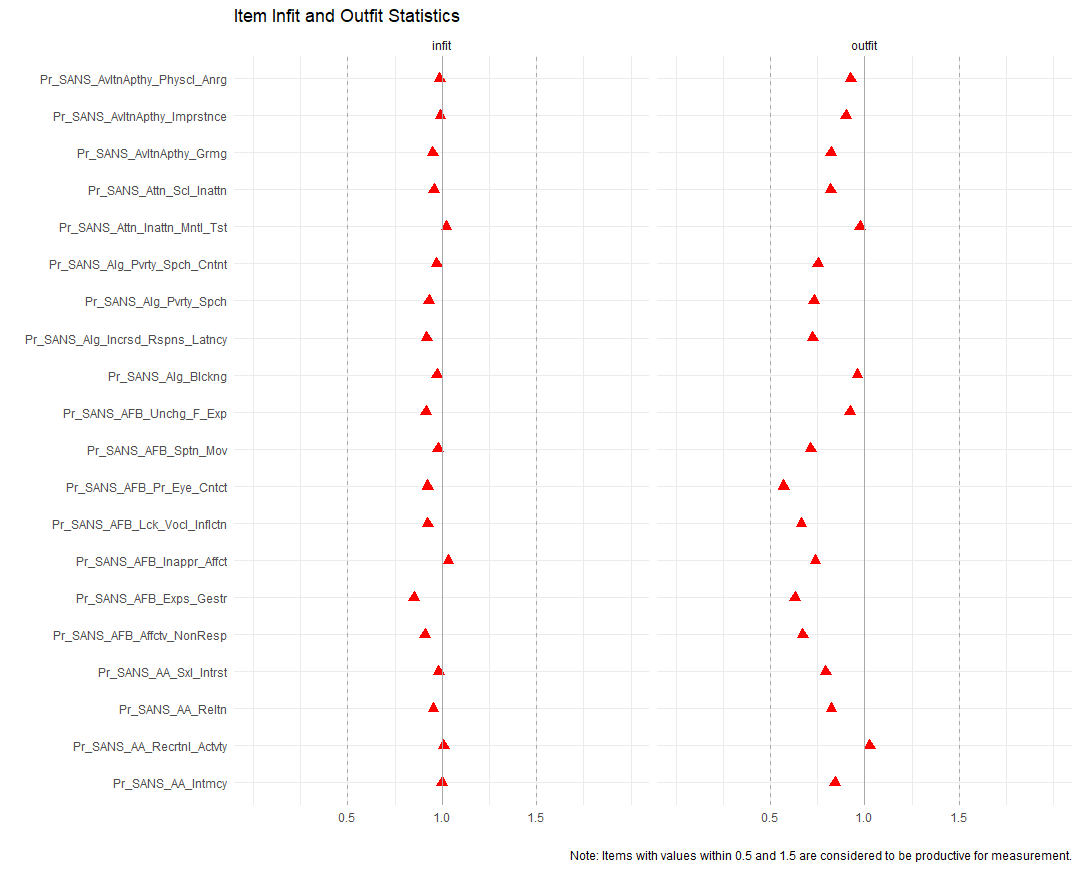 Item Infit and Outfit Statistics
infit
outfit
Pr_SANS_AvltnApthy_Physcl_Anrg
Pr_SANS_AvltnApthy_Imprstnce
Pr_SANS_AvltnApthy_Grmg
Pr_SANS_Attn_Scl_Inattn
Pr_SANS_Attn_Inattn_Mntl_Tst
Pr_SANS_Alg_Pvrty_Spch_Cntnt
Pr_SANS_Alg_Pvrty_Spch
Pr_SANS_Alg_Incrsd_Rspns_Latncy
Pr_SANS_Alg_Blckng
Pr_SANS_AFB_Unchg_F_Exp
Pr_SANS_AFB_Sptn_Mov
Pr_SANS_AFB_Pr_Eye_Cntct
Pr_SANS_AFB_Lck_Vocl_Inflctn
Pr_SANS_AFB_Inappr_Affct
Pr_SANS_AFB_Exps_Gestr
Pr_SANS_AFB_Affctv_NonResp
Pr_SANS_AA_Sxl_Intrst
Pr_SANS_AA_Reltn
Pr_SANS_AA_Recrtnl_Actvty
Pr_SANS_AA_Intmcy
0.5 1.0 1.5 0.5 1.0 1.5
Note: Items with values within 0.5 and 1.5 are considered to be productive for measurement.